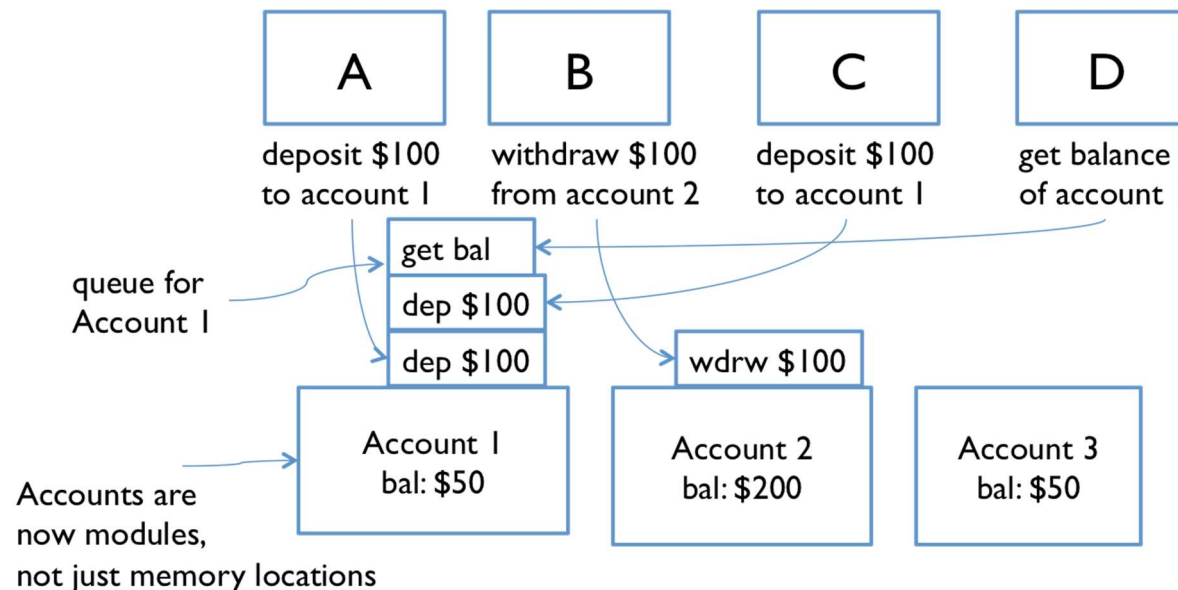 A
B
C
D
deposit $100
to account 1
withdraw $100
from account 2
deposit $100
to account 1
get balance
of account
get bal
dep $100
dep $100
queue for
Account 1
wdrw $100
Account 1
bal: $50
Account 2
bal: $200
Account 3
bal: $50
Accounts are
now modules,
not just memory locations